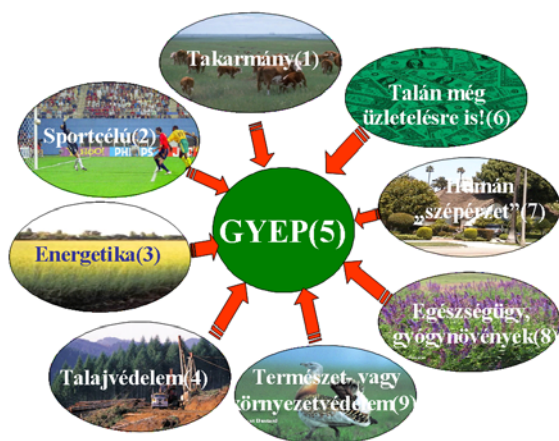 Takarmány(1)
Talán még
üzletelésre is!(6)
Sportcélú(2)
PHILIPS
Humán
„szépérzet”(7)
GYEP(5)
Energetika(3)
Egészségügy,
gyógynövények(8)
Talajvédelem(4)
Természet- vagy
környezetvédelem(9)